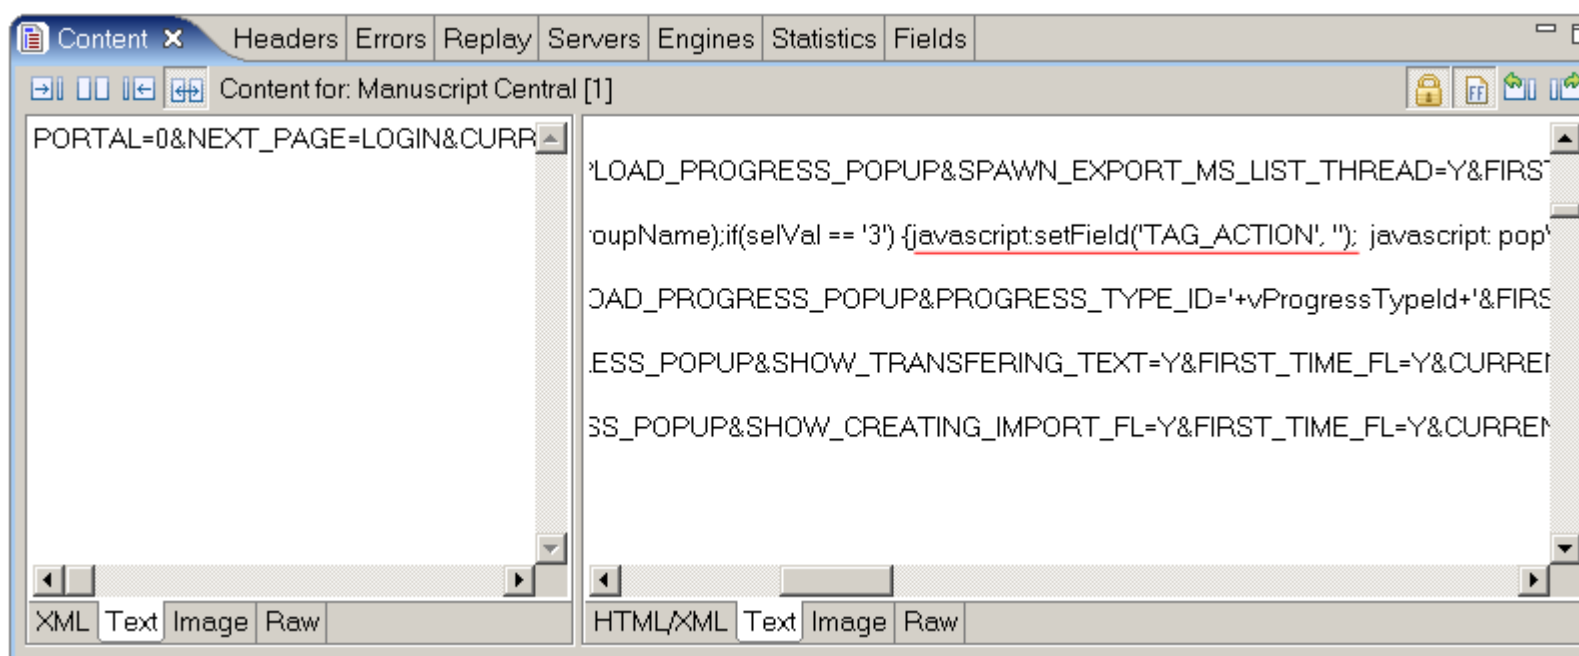 Content Headers Errors Replay Servers Engines Statistics Fields
Content for: Manuscript Central [1]
PORTAL=0&NEXT_PAGE=LOGIN&CURR
LOAD_PROGRESS_POPUP&SPAWN_EXPORT_MS_LIST_THREAD=Y&FIRST
oupName);if(selVal == '3') {javascript:setField('TAG_ACTION', ''); javascript: pop
OAD_PROGRESS_POPUP&PROGRESS_TYPE_ID='+vProgressTypeId+'&FIRS
ESS_POPUP&SHOW_TRANSFERING_TEXT=Y&FIRST_TIME_FL=Y&CURREN
SS_POPUP&SHOW_CREATING_IMPORT_FL=Y&FIRST_TIME_FL=Y&CURREN
XML Text Image Raw
HTML/XML Text Image Raw